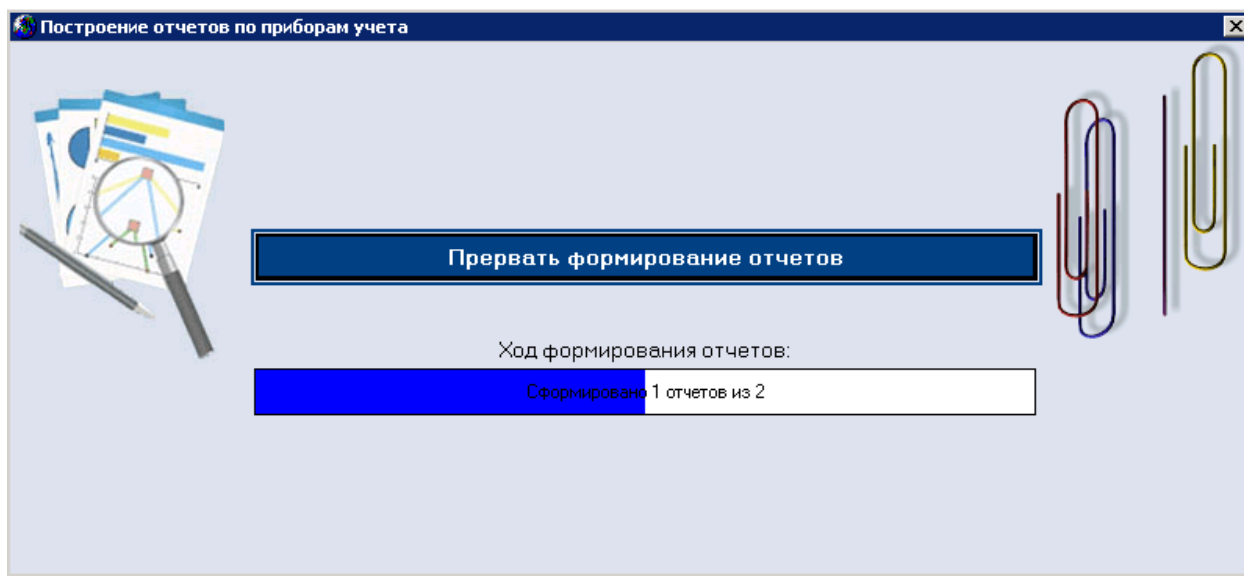 Построение отчетов по приборам учета
Прервать формирование отчетов
Ход формирования отчетов:
Сформировано 1 отчетов из 2